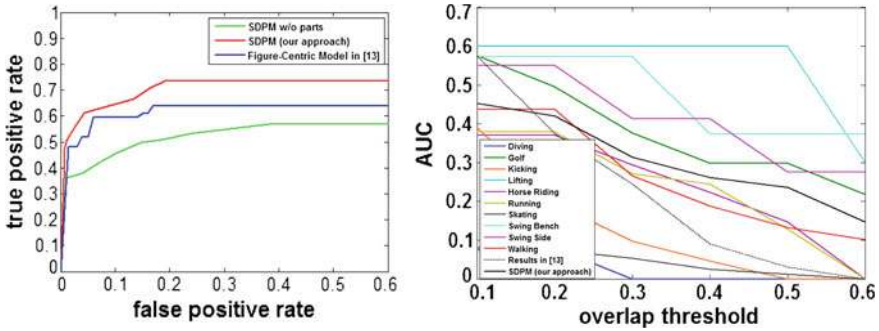 1
0.9
0.8
0.7
0.6
0.5
0.4
0.3
0.2
0.1
0
true positive rate
SDPM w/o parts
SDPM (our approach)
Figure-Centric Model in [13]
0 0.1 0.2 0.3 0.4 0.5 0.6
false positive rate
0.7
0.6
0.5
0.4
0.3
0.2
0.1
0
AUC
Diving
Golf
Kicking
Lifting
Horse Riding
Running
Skating
Swing Bench
Swing Side
Walking
Results in [13]
SDPM (our approach)
0.1 0.2 0.3 0.4 0.5 0.6
overlap threshold